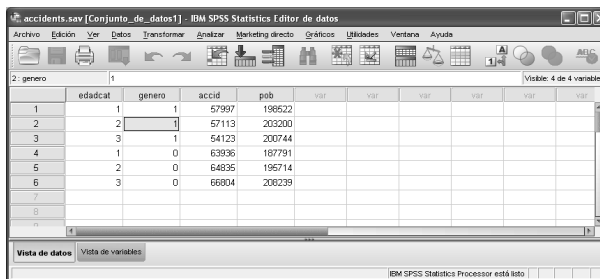 accidents.sav [Conjunto_de_datos1] - IBM SPSS Statistics Editor de datos
Archivo Edición Ver Datos Transformar Analizar Marketing directo Gráficos Utilidades Ventana Ayuda
2 : genero 1 Visible: 4 de 4 variable
edadcat genero accid pob var var var var var
1 1 1 57997 198522
2 2 1 57113 203200
3 3 1 54123 200744
4 1 0 63936 187791
5 2 0 64835 195714
6 3 0 66804 208239
7
8
Vista de datos Vista de variables
IBM SPSS Statistics Processor está listo